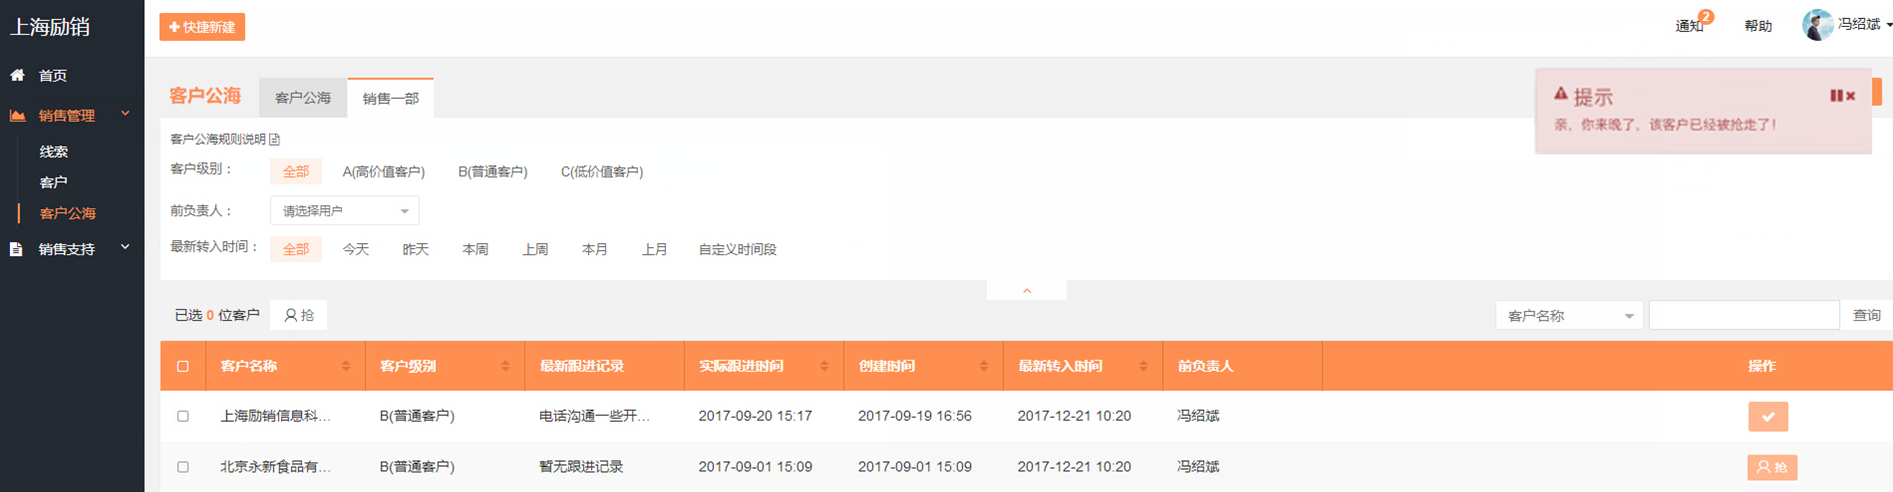 上海励销
快捷新建
通知 2
帮助
冯绍斌
首页
销售管理
线索
客户
客户公海
销售支持
客户公海 客户公海 销售一部
提示
亲，你来晚了，该客户已经被抢走了！
客户公海规则说明
客户级别： 全部 A(高价值客户) B(普通客户) C(低价值客户)
前负责人： 请选择用户
最新转入时间： 全部 今天 昨天 本周 上周 本月 上月 自定义时间段
已选 0 位客户 抢 客户名称 查询
客户名称 客户级别 最新跟进记录 实际跟进时间 创建时间 最新转入时间 前负责人 操作
上海励销信息科... B(普通客户) 电话沟通一些开... 2017-09-20 15:17 2017-09-19 16:56 2017-12-21 10:20 冯绍斌
北京永新食品有... B(普通客户) 暂无跟进记录 2017-09-01 15:09 2017-09-01 15:09 2017-12-21 10:20 冯绍斌 抢